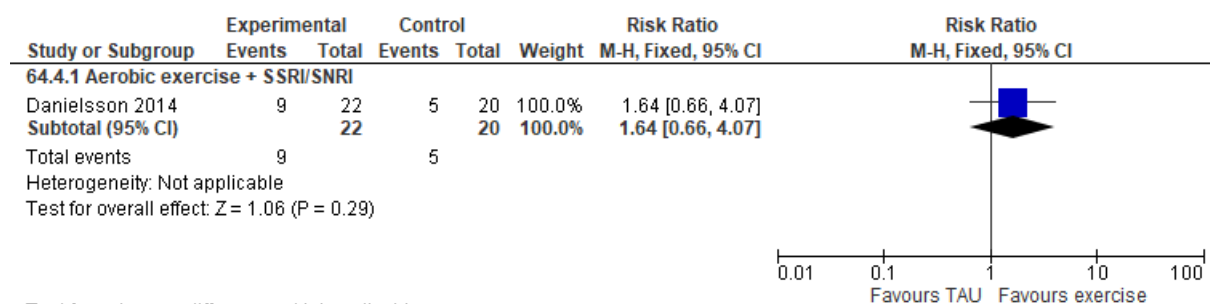 Experimental Control Risk Ratio Risk Ratio
Study or Subgroup Events Total Events Total Weight M-H, Fixed, 95% CI M-H, Fixed, 95% CI
64.4.1 Aerobic exercise + SSRI/SNRI
Danielsson 2014 9 22 5 20 100.0% 1.64 [0.66, 4.07]
Subtotal (95% CI) 22 20 100.0% 1.64 [0.66, 4.07]
Total events 9 5
Heterogeneity: Not applicable
Test for overall effect: Z = 1.06 (P = 0.29)
0.01 0.1 1 10 100
Favours TAU Favours exercise